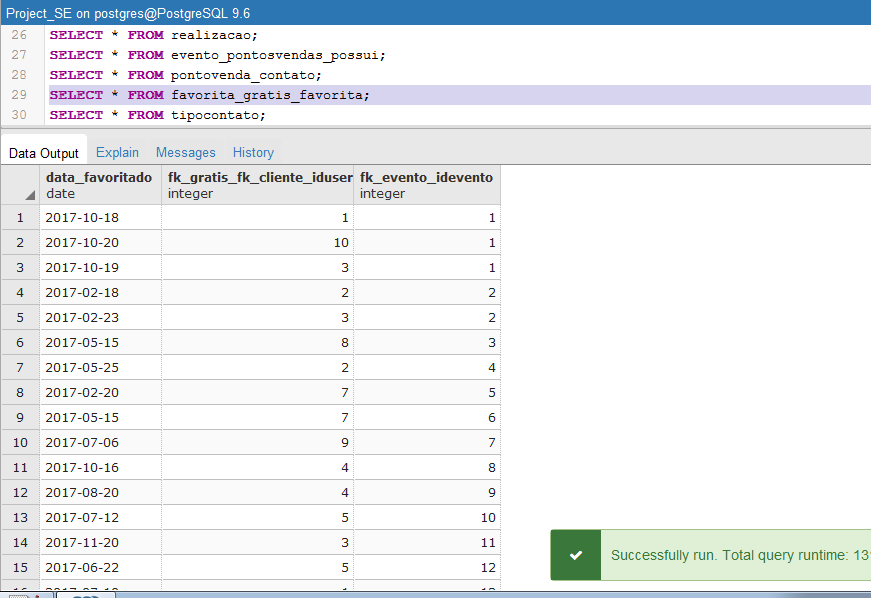 Project_SE on postgres@PostgreSQL 9.6
26 SELECT * FROM realizacao;
27 SELECT * FROM evento_pontosvendas_possui;
28 SELECT * FROM pontovenda_contato;
29 SELECT * FROM favorita_gratis_favorita;
30 SELECT * FROM tipocontato;
Data Output Explain Messages History
data_favoritado fk_gratis_fk_cliente_iduser fk_evento_idevento
date integer integer
1 2017-10-18 1 1
2 2017-10-20 10 1
3 2017-10-19 3 1
4 2017-02-18 2 2
5 2017-02-23 3 2
6 2017-05-15 8 3
7 2017-05-25 2 4
8 2017-02-20 7 5
9 2017-05-15 7 6
10 2017-07-06 9 7
11 2017-10-16 4 8
12 2017-08-20 4 9
13 2017-07-12 5 10
14 2017-11-20 3 11
15 2017-06-22 5 12
Successfully run. Total query runtime: